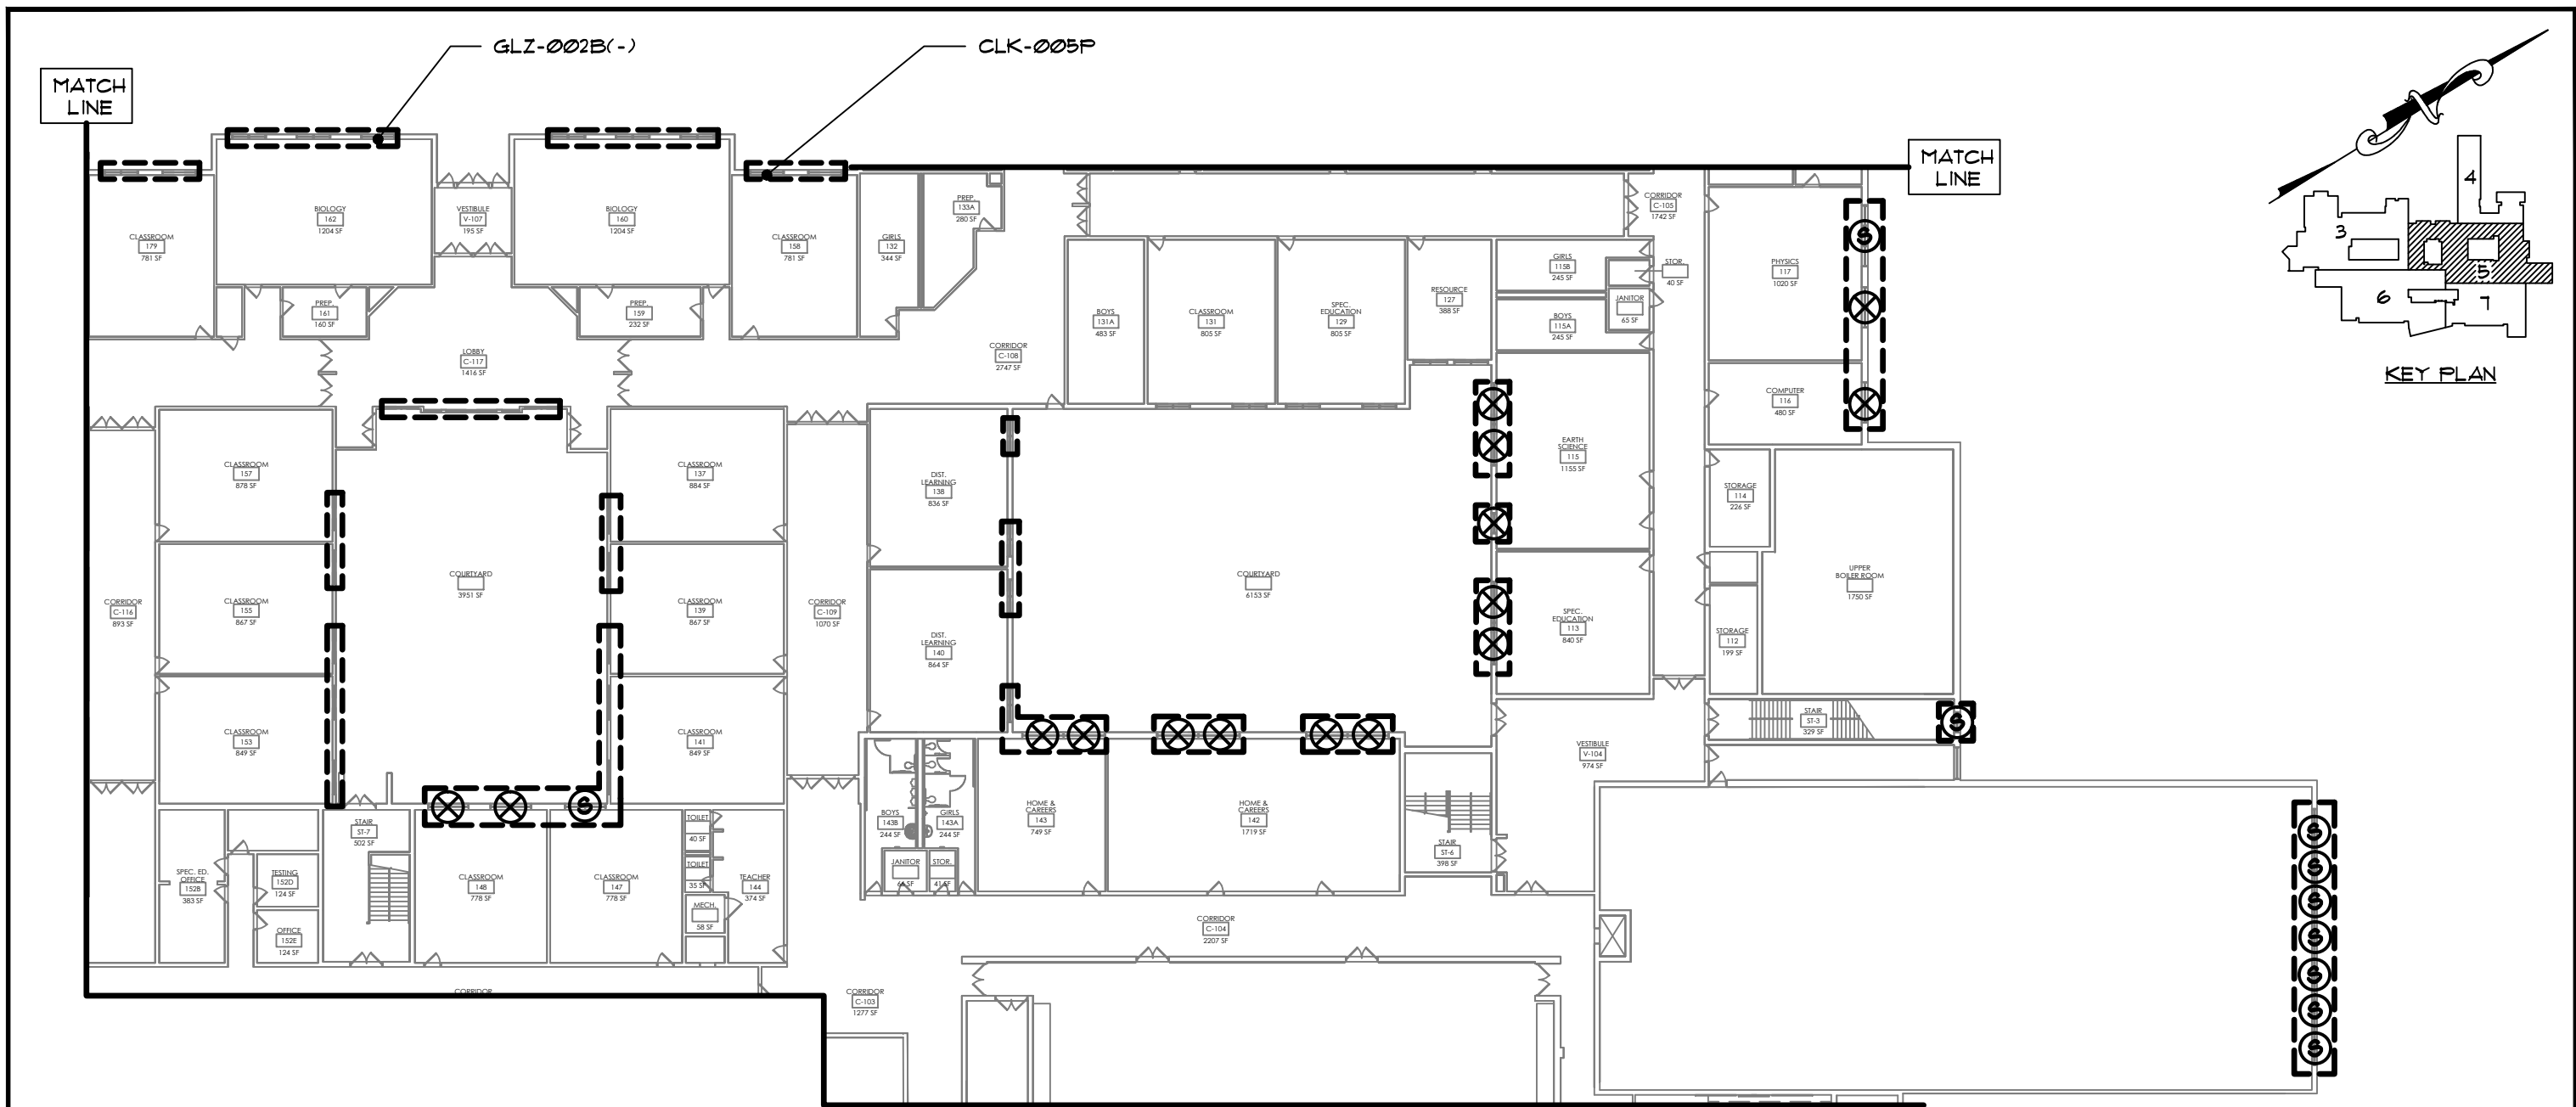 GLZ-ØØ2B(-)
CLK-ØØ5P
MATCH
LINE
MATCH
LINE
4
3
5
6
7
KEY PLAN
CLASSROOM
179
781 SF
BIOLOGY
162
1204 SF
VESTIBULE
V-107
195 SF
BIOLOGY
160
1204 SF
CLASSROOM
158
781 SF
GIRLS
132
344 SF
PREP.
133A
280 SF
CORRIDOR
C-105
1742 SF
PHYSICS
117
1020 SF
PREP.
161
160 SF
PREP.
159
232 SF
LOBBY
C-117
1416 SF
CORRIDOR
C-108
2747 SF
BOYS
131A
483 SF
CLASSROOM
131
805 SF
SPEC.
EDUCATION
129
805 SF
RESOURCE
127
388 SF
GIRLS
115B
245 SF
STOR.
40 SF
JANITOR
65 SF
BOYS
115A
245 SF
COMPUTER
116
480 SF
CLASSROOM
157
878 SF
CLASSROOM
137
884 SF
DIST.
LEARNING
138
836 SF
EARTH
SCIENCE
115
1155 SF
STORAGE
114
226 SF
CORRIDOR
C-116
893 SF
CLASSROOM
155
867 SF
COURTYARD
3951 SF
CLASSROOM
139
867 SF
CORRIDOR
C-109
1070 SF
COURTYARD
6153 SF
UPPER
BOILER ROOM
1750 SF
DIST.
LEARNING
140
864 SF
SPEC.
EDUCATION
113
840 SF
STORAGE
112
199 SF
CLASSROOM
153
849 SF
CLASSROOM
141
849 SF
STAIR
ST-3
329 SF
S
S
VESTIBULE
V-104
974 SF
STAIR
ST-7
502 SF
S
TOILET
40 SF
TOILET
35 SF
BOYS
143B
244 SF
GIRLS
143A
244 SF
HOME &
CAREERS
143
749 SF
HOME &
CAREERS
142
1719 SF
STAIR
ST-6
398 SF
JANITOR
STOR.
41 SF
SPEC. ED.
OFFICE
152B
383 SF
TESTING
152D
124 SF
CLASSROOM
148
778 SF
CLASSROOM
147
778 SF
TEACHER
144
374 SF
MECH.
58 SF
OFFICE
152E
124 SF
CORRIDOR
C-104
2207 SF
CORRIDOR
CORRIDOR
C-103
1277 SF
S
S
S
S
S
S
S